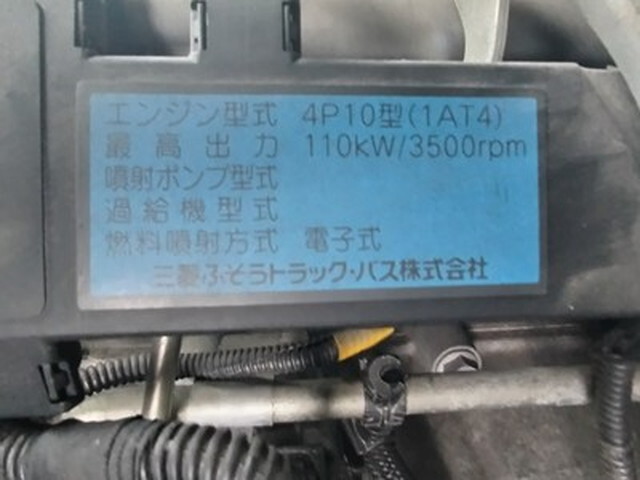 エンジン型式 4P10型(1AT4)
最高出力 110kW/3500rpm
噴射ポンプ型式
過給機型式
燃料噴射方式 電子式
三菱ふそうトラック・バス株式会社